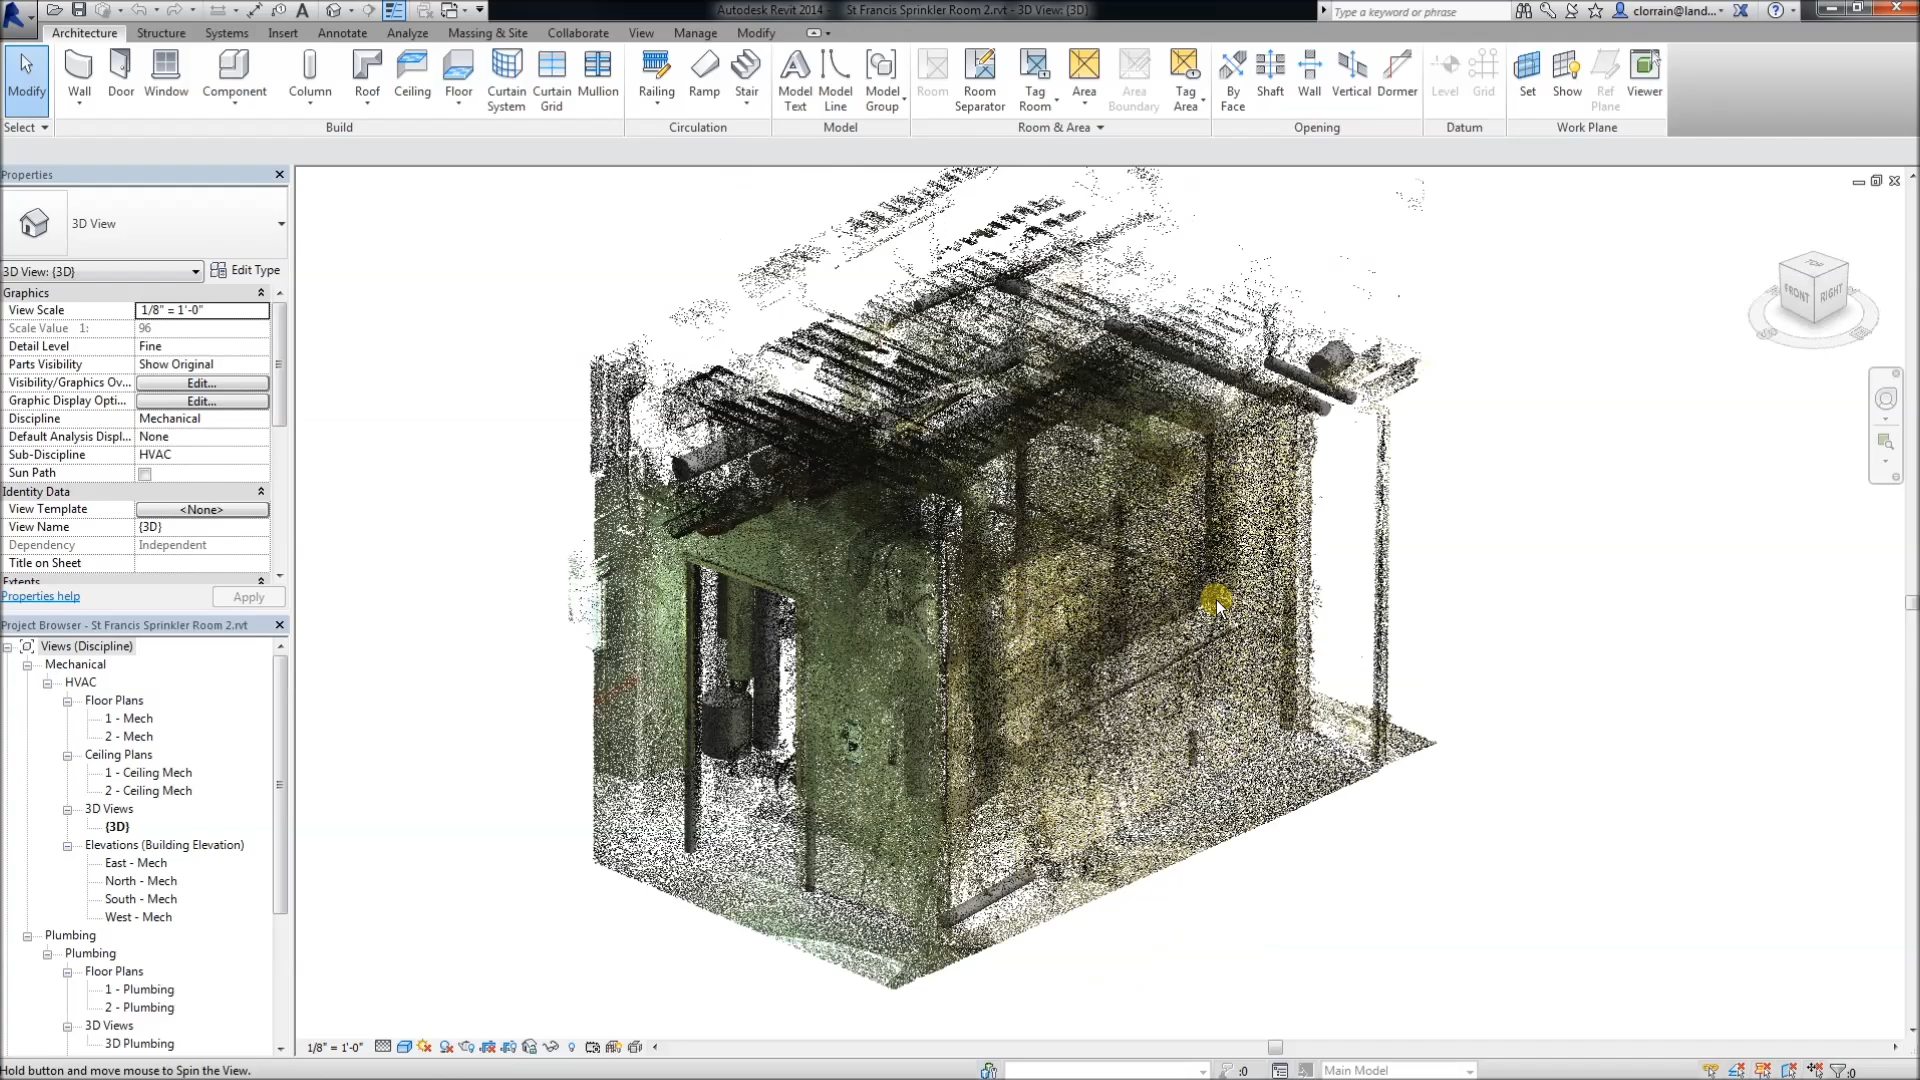 Autodesk Revit 2014 - St Francis Sprinkler Room 2.rvt - 3D View: {3D}
Type a keyword or phrase
clorrain@land...
Architecture Structure Systems Insert Annotate Analyze Massing & Site Collaborate View Manage Modify
Modify Wall Door Window Component Column Roof Ceiling Floor Curtain System Curtain Grid Mullion Railing Ramp Stair Model Text Model Line Model Group Room Room Separator Tag Room Area Area Boundary Tag Area By Face Shaft Wall Vertical Dormer Level Grid Set Show Ref Plane Viewer
Select Build Circulation Model Room & Area Opening Datum Work Plane
Properties
3D View
3D View: {3D} Edit Type
Graphics
View Scale 1/8" = 1'-0"
Scale Value 1: 96
Detail Level Fine
Parts Visibility Show Original
Visibility/Graphics Ov... Edit...
Graphic Display Opti... Edit...
Discipline Mechanical
Default Analysis Displ... None
Sub-Discipline HVAC
Sun Path
Identity Data
View Template <None>
View Name {3D}
Dependency Independent
Title on Sheet
Extents
Properties help Apply
Project Browser - St Francis Sprinkler Room 2.rvt
Views (Discipline)
Mechanical
HVAC
Floor Plans
1 - Mech
2 - Mech
Ceiling Plans
1 - Ceiling Mech
2 - Ceiling Mech
3D Views
{3D}
Elevations (Building Elevation)
East - Mech
North - Mech
South - Mech
West - Mech
Plumbing
Plumbing
Floor Plans
1 - Plumbing
2 - Plumbing
3D Views
3D Plumbing
TOP
FRONT RIGHT
1/8" = 1'-0"
Hold button and move mouse to Spin the View.
:0
Main Model
:0